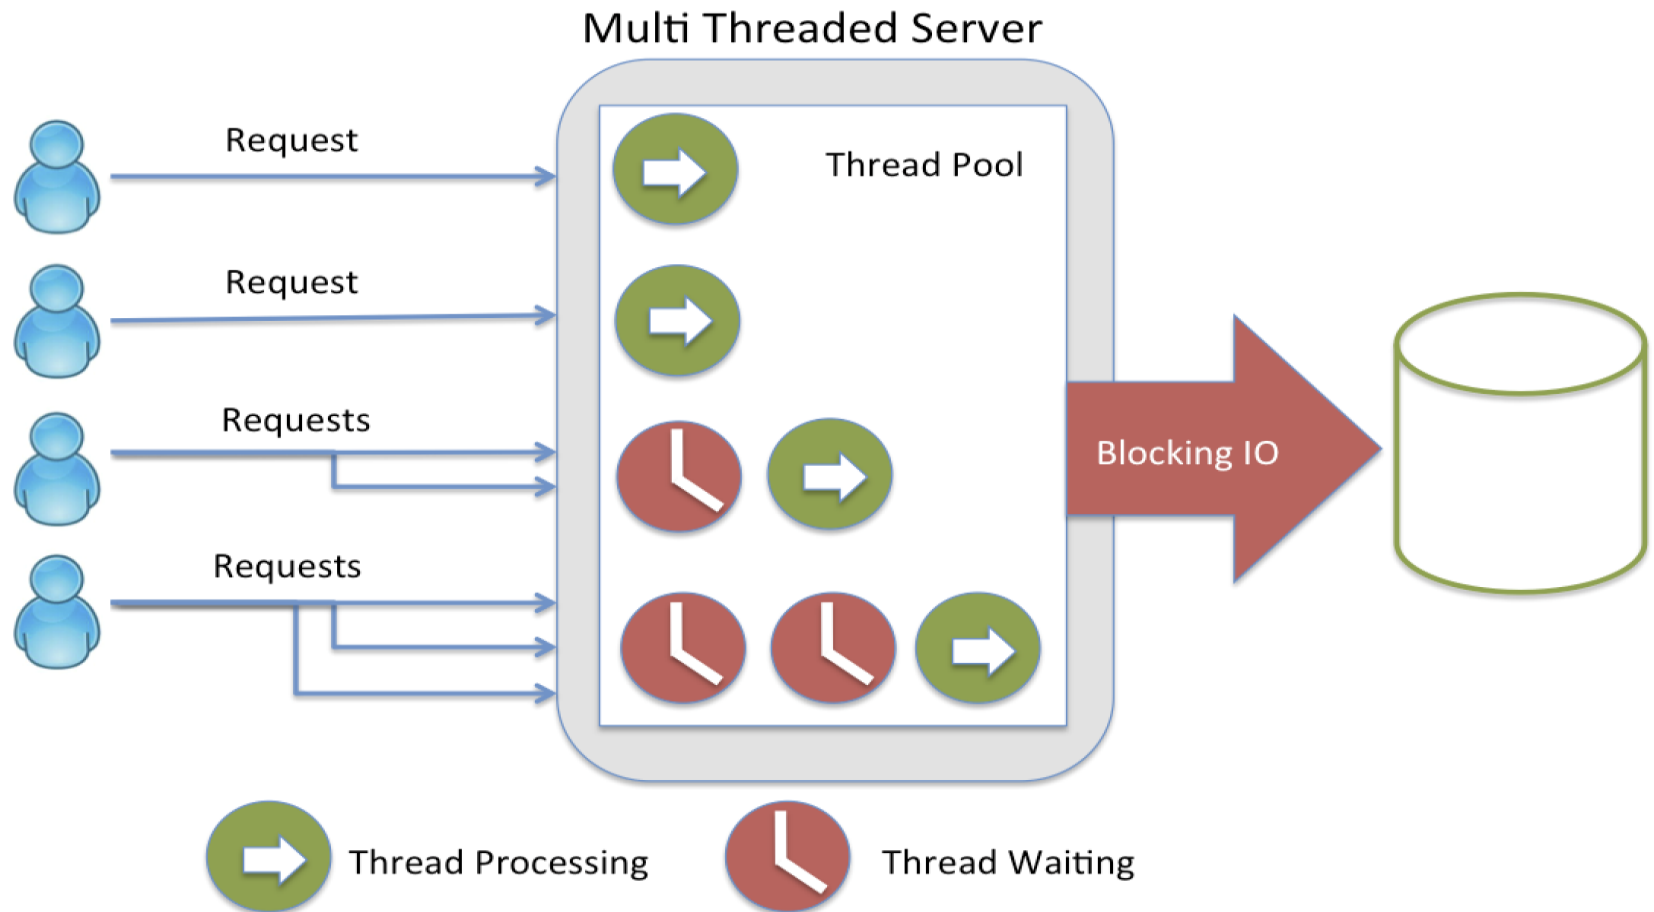 Multi Threaded Server
Request
Thread Pool
Request
Requests
Blocking IO
Requests
Thread Processing
Thread Waiting